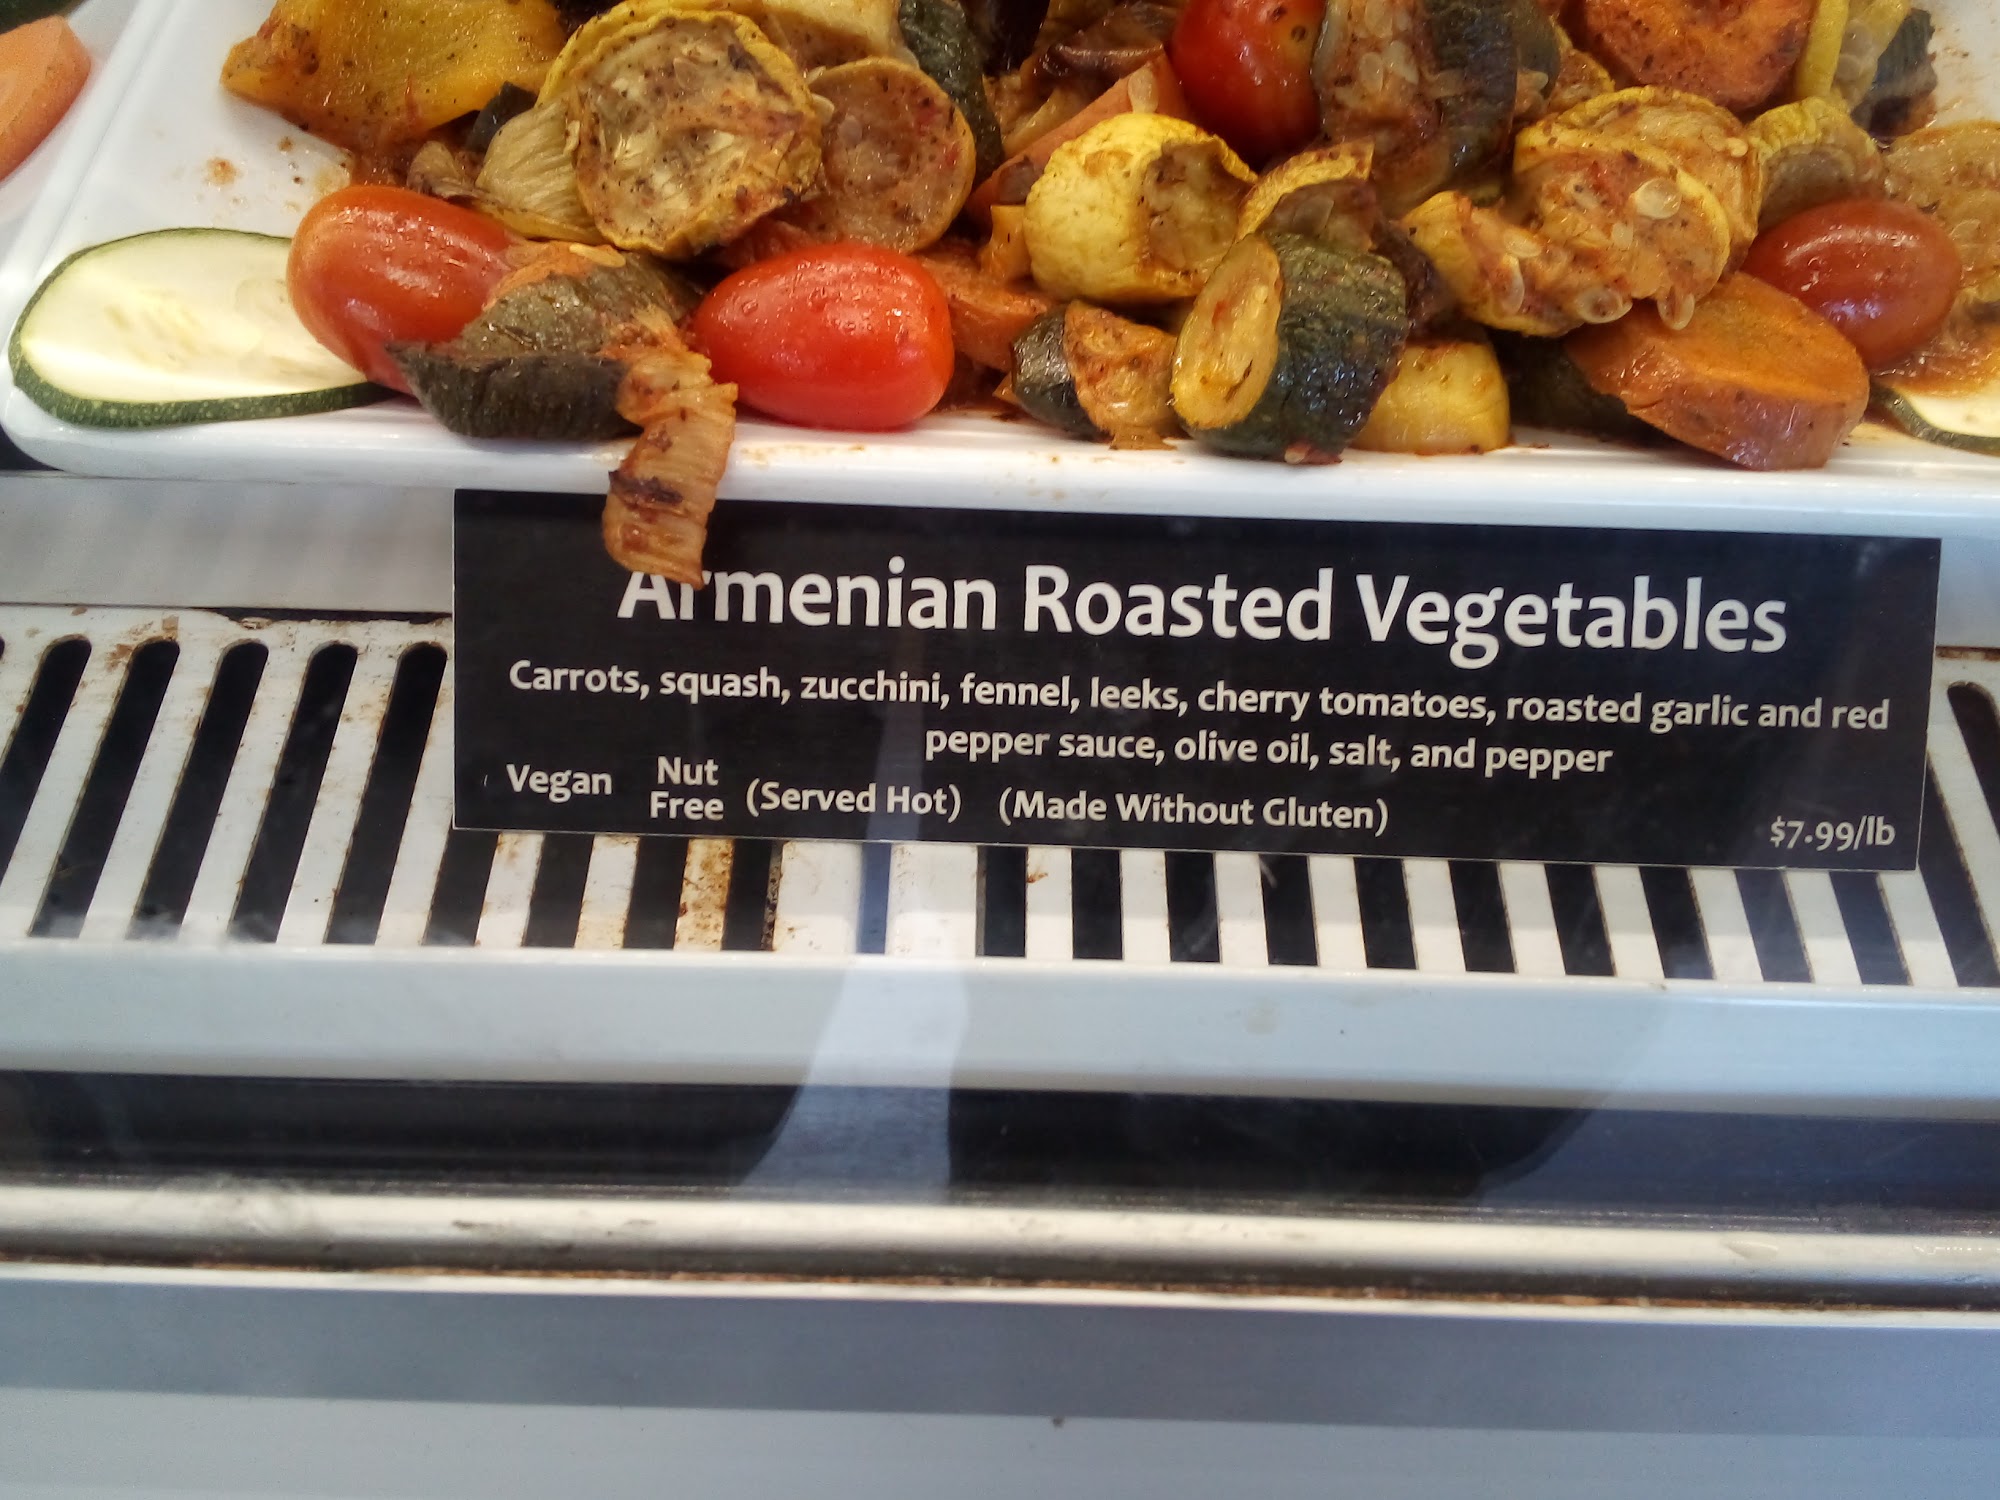 Armenian Roasted Vegetables
Carrots, squash, zucchini, fennel, leeks, cherry tomatoes, roasted garlic and red
pepper sauce, olive oil, salt, and pepper
Vegan Nut Free (Served Hot) (Made Without Gluten)
$7.99/lb